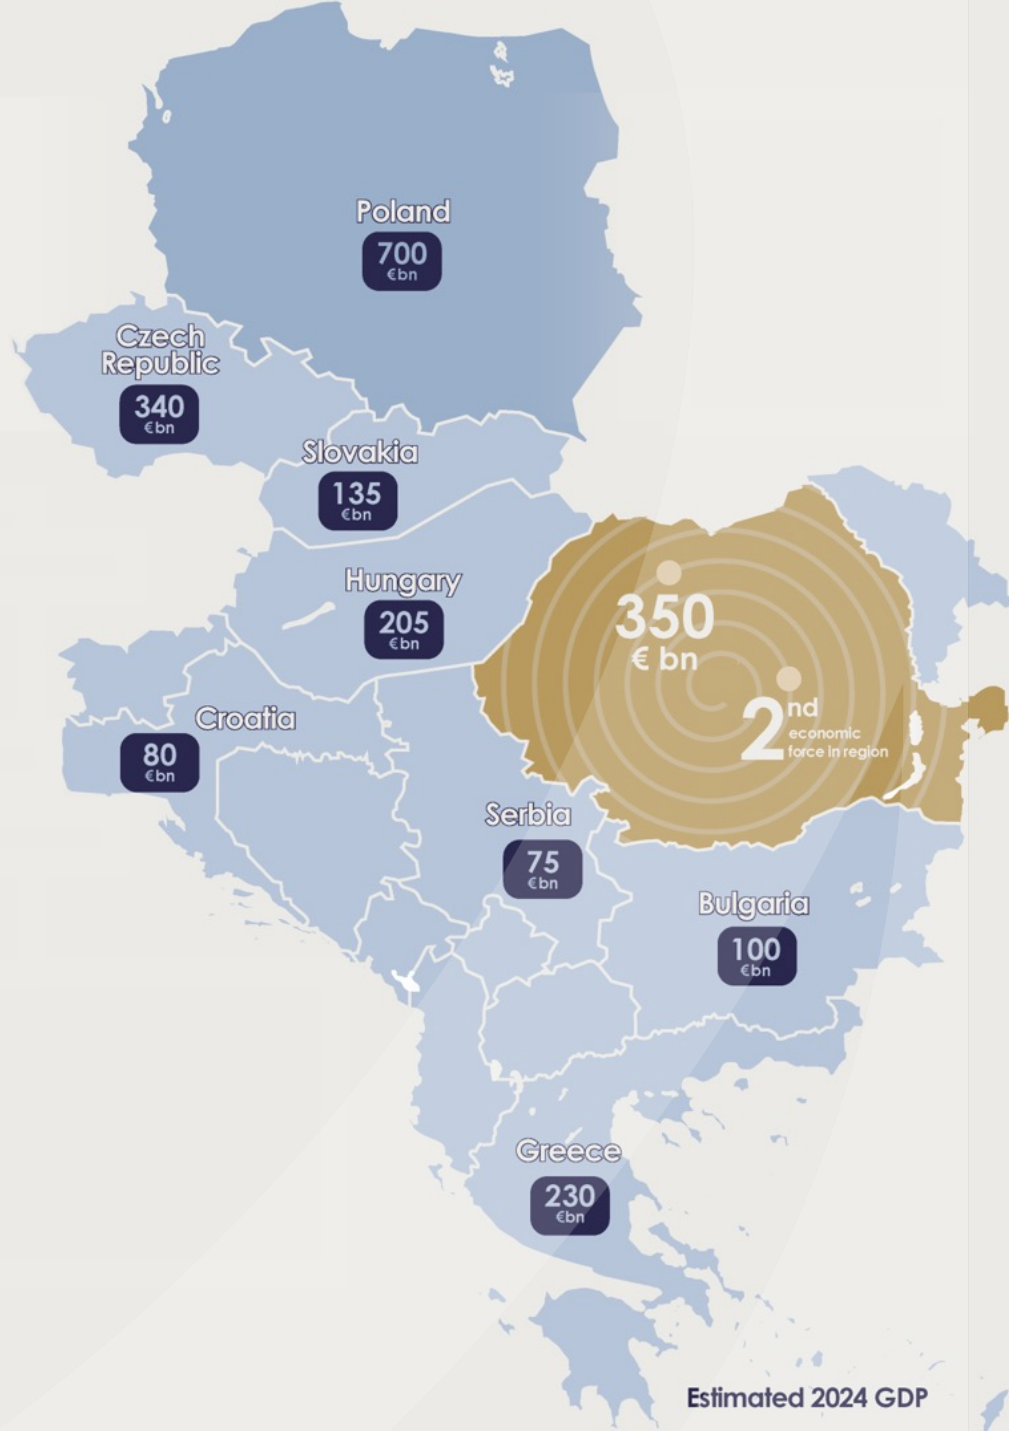 Poland
700
€bn
Czech
Republic
340
€bn
Slovakia
135
€bn
Hungary
205
€bn
350
€ bn
2nd
economic
force in region
Croatia
80
€bn
Serbia
75
€bn
Bulgaria
100
€bn
Greece
230
€bn
Estimated 2024 GDP